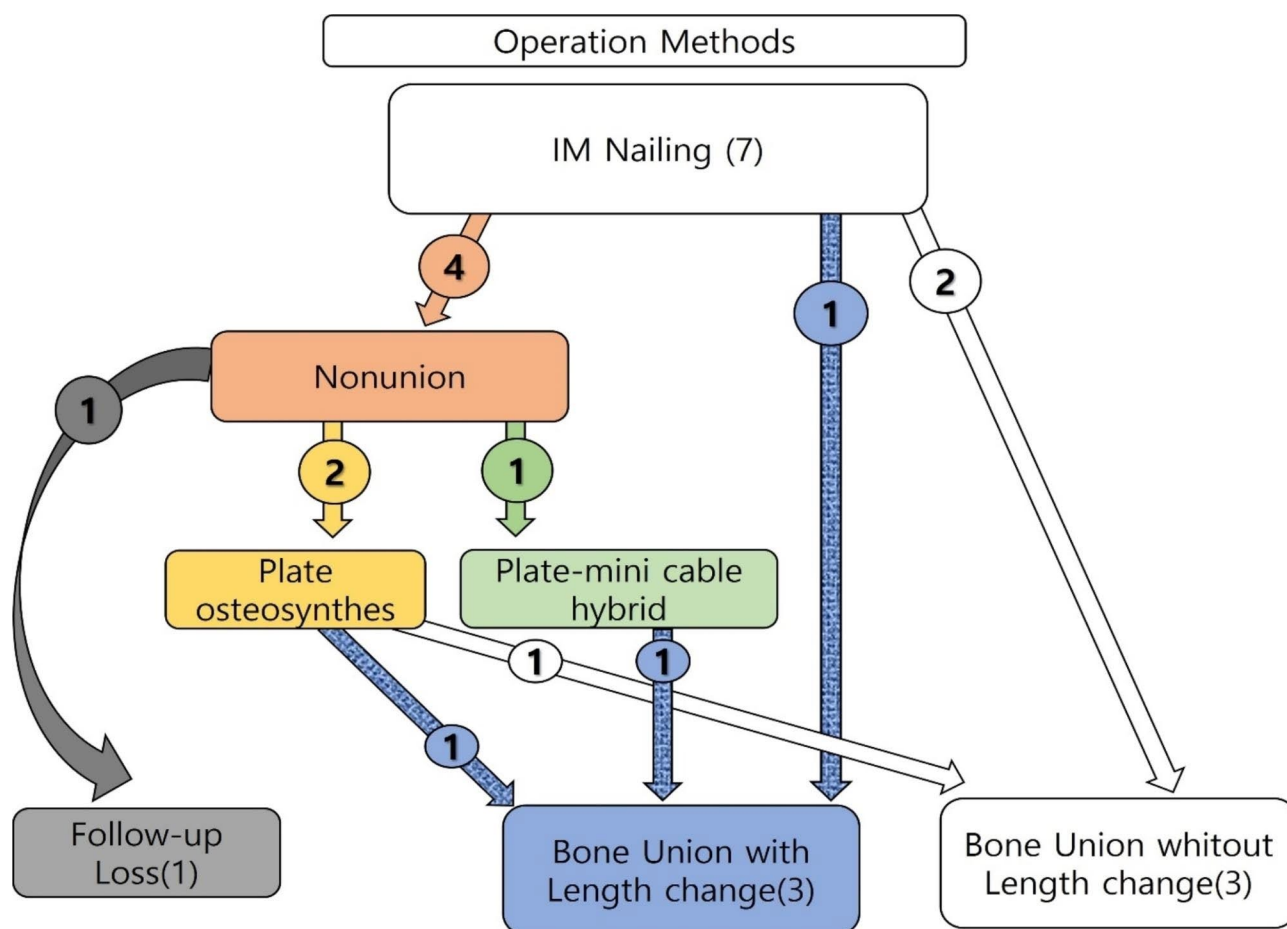 Operation Methods
IM Nailing (7)
4
1
2
Nonunion
1
2
1
Plate
osteosynthes
Plate-mini cable
hybrid
1
1
1
Follow-up
Loss(1)
Bone Union with
Length change(3)
Bone Union whitout
Length change(3)